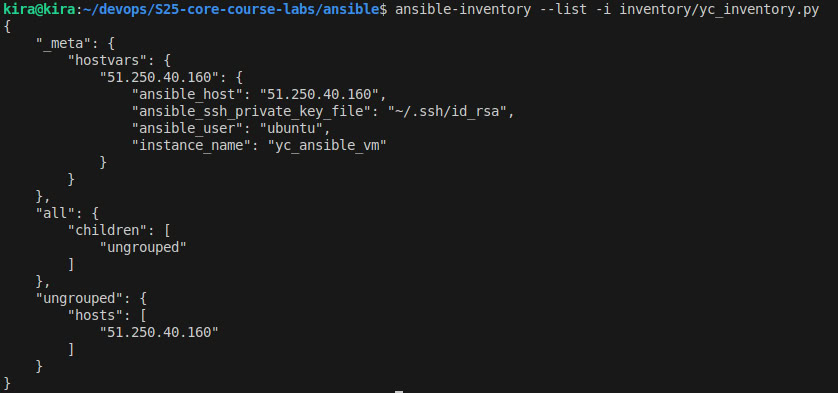 kira@kira:~/devops/S25-core-course-labs/ansible$ ansible-inventory --list -i inventory/yc_inventory.py
{
    "_meta": {
        "hostvars": {
            "51.250.40.160": {
                "ansible_host": "51.250.40.160",
                "ansible_ssh_private_key_file": "~/.ssh/id_rsa",
                "ansible_user": "ubuntu",
                "instance_name": "yc_ansible_vm"
            }
        }
    },
    "all": {
        "children": [
            "ungrouped"
        ]
    },
    "ungrouped": {
        "hosts": [
            "51.250.40.160"
        ]
    }
}